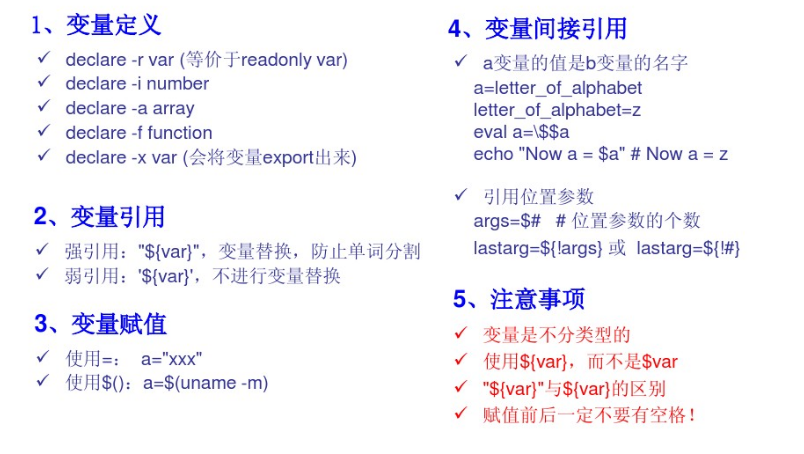 1、变量定义
✓ declare -r var (等价于readonly var)
✓ declare -i number
✓ declare -a array
✓ declare -f function
✓ declare -x var (会将变量export出来)
2、变量引用
✓ 强引用："${var}"，变量替换，防止单词分割
✓ 弱引用：'${var}'，不进行变量替换
3、变量赋值
✓ 使用=： a="xxx"
✓ 使用$()：a=$(uname -m)
4、变量间接引用
✓ a变量的值是b变量的名字
a=letter_of_alphabet
letter_of_alphabet=z
eval a=\$$a
echo "Now a = $a" # Now a = z
✓ 引用位置参数
args=$# # 位置参数的个数
lastarg=${!args} 或 lastarg=${!#}
5、注意事项
✓ 变量是不分类型的
✓ 使用${var}，而不是$var
✓ "${var}"与${var}的区别
✓ 赋值前后一定不要有空格！